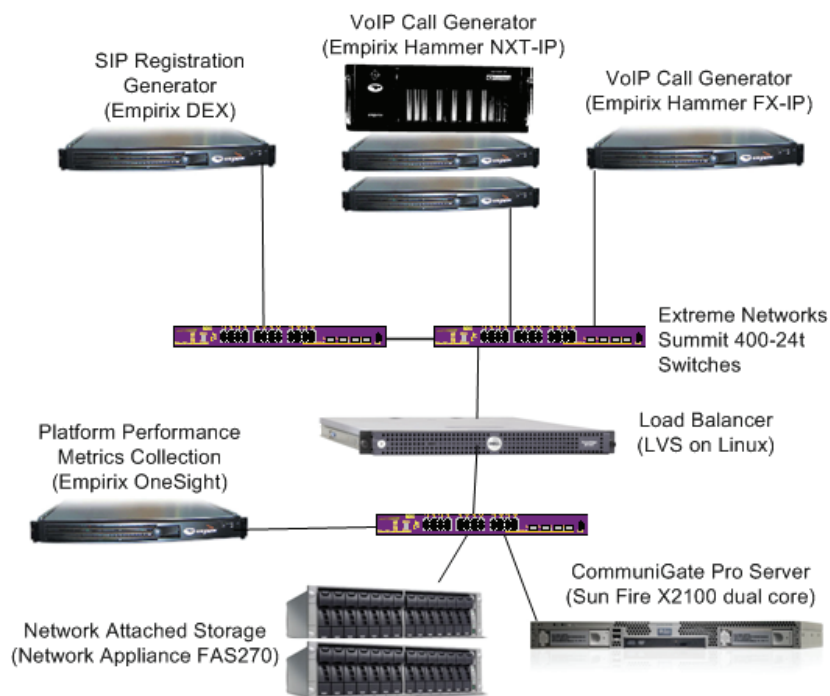 VoIP Call Generator
(Empirix Hammer NXT-IP)
SIP Registration
Generator
(Empirix DEX)
VoIP Call Generator
(Empirix Hammer FX-IP)
Extreme Networks
Summit 400-24t
Switches
Load Balancer
(LVS on Linux)
Platform Performance
Metrics Collection
(Empirix OneSight)
CommuniGate Pro Server
(Sun Fire X2100 dual core)
Network Attached Storage
(Network Appliance FAS270)